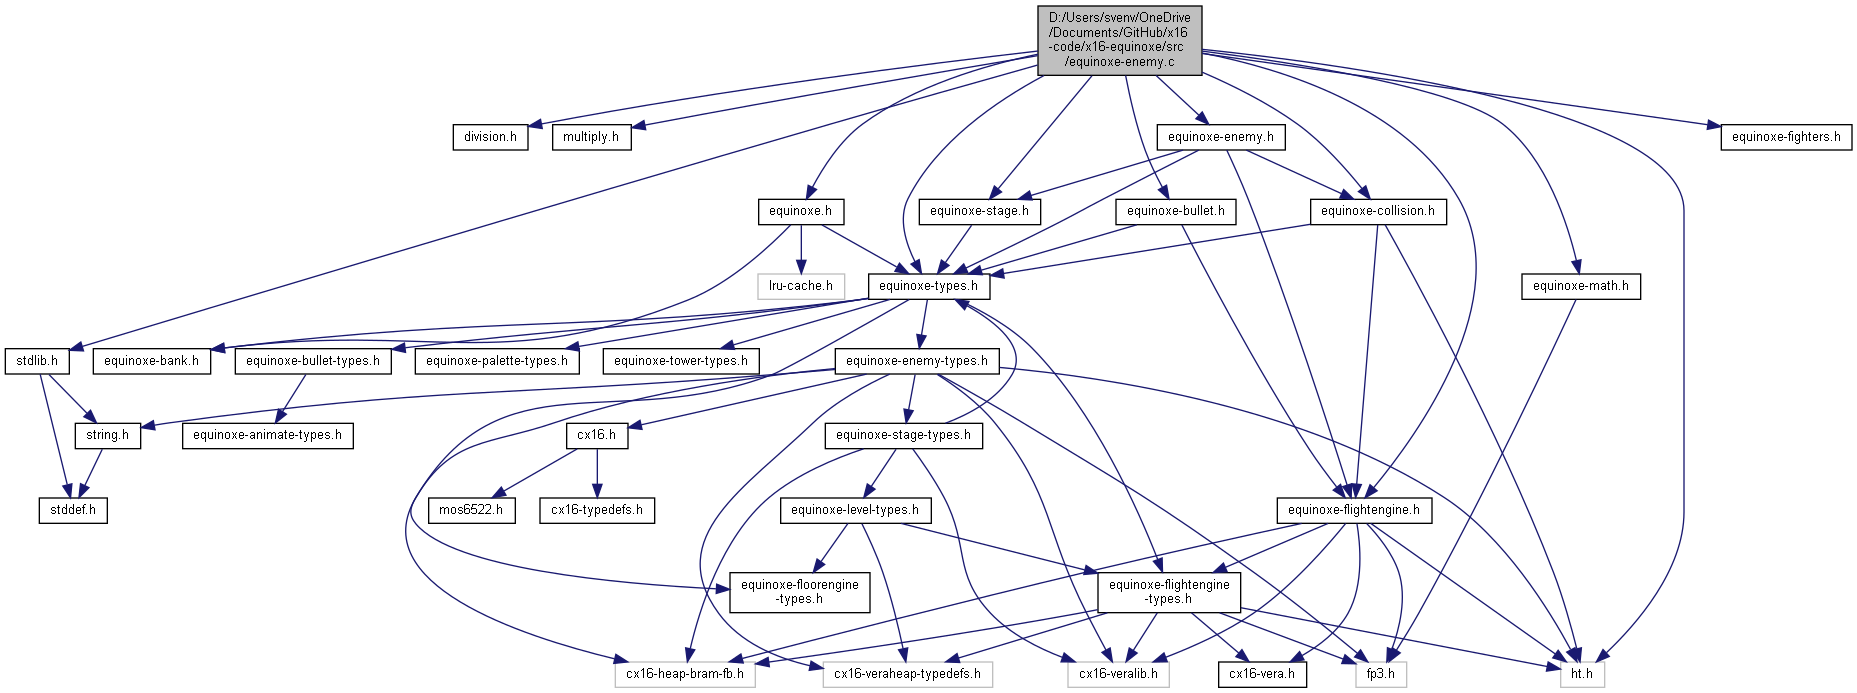 D:/Users/svenv/OneDrive
/Documents/GitHub/x16
-code/x16-equinoxe/src
/equinoxe-enemy.c
division.h
multiply.h
equinoxe-enemy.h
equinoxe-fighters.h
equinoxe.h
equinoxe-stage.h
equinoxe-bullet.h
equinoxe-collision.h
lru-cache.h
equinoxe-types.h
equinoxe-math.h
stdlib.h
equinoxe-bank.h
equinoxe-bullet-types.h
equinoxe-palette-types.h
equinoxe-tower-types.h
equinoxe-enemy-types.h
string.h
equinoxe-animate-types.h
cx16.h
equinoxe-stage-types.h
stddef.h
mos6522.h
cx16-typedefs.h
equinoxe-level-types.h
equinoxe-flightengine.h
equinoxe-floorengine
-types.h
equinoxe-flightengine
-types.h
cx16-heap-bram-fb.h
cx16-veraheap-typedefs.h
cx16-veralib.h
cx16-vera.h
fp3.h
ht.h